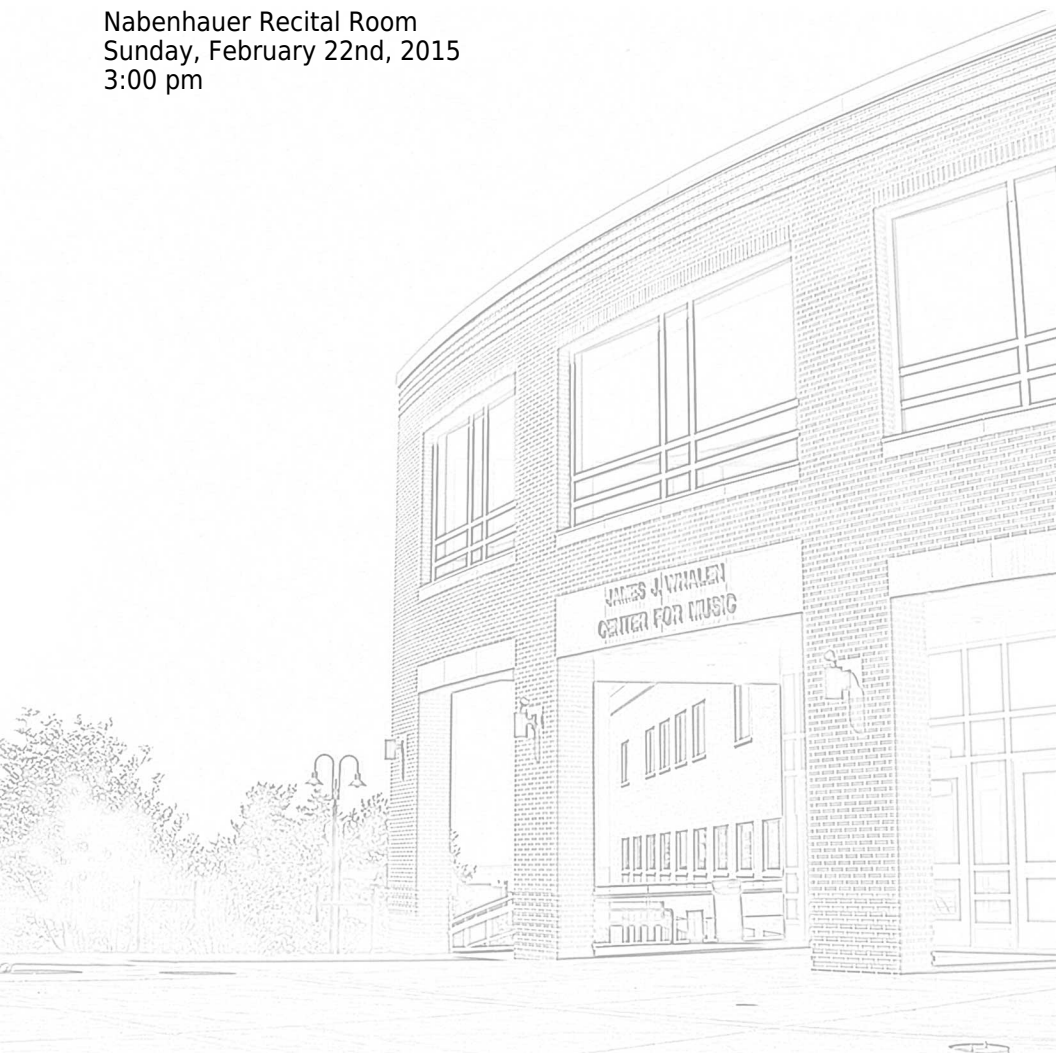 Nabenhauer Recital Room
Sunday, February 22nd, 2015
3:00 pm
JAMES J. WHALEN
CENTER FOR MUSIC